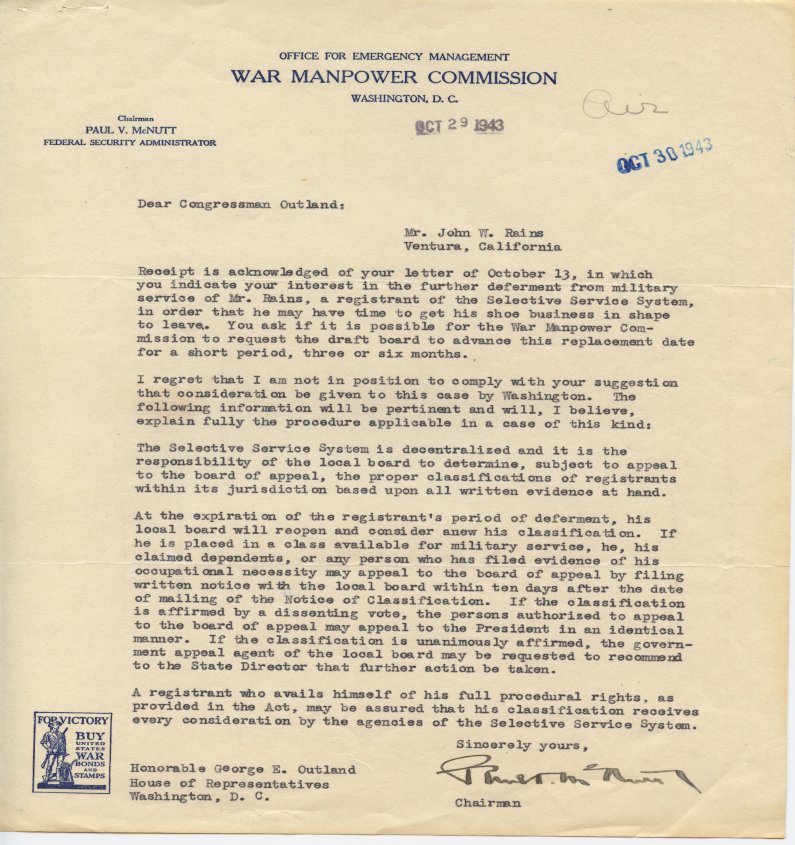 OFFICE FOR EMERGENCY MANAGEMENT
WAR MANPOWER COMMISSION
WASHINGTON, D. C.
Air
Chairman
PAUL V. McNUTT
FEDERAL SECURITY ADMINISTRATOR
OCT 29 1943
OCT 30 1943
Dear Congressman Outland:
Mr. John W. Rains
Ventura, California
Receipt is acknowledged of your letter of October 13, in which
you indicate your interest in the further deferment from military
service of Mr. Rains, a registrant of the Selective Service System,
in order that he may have time to get his shoe business in shape
to leave. You ask if it is possible for the War Manpower Com-
mission to request the draft board to advance this replacement date
for a short period, three or six months.
I regret that I am not in position to comply with your suggestion
that consideration be given to this case by Washington. The
following information will be pertinent and will, I believe,
explain fully the procedure applicable in a case of this kind:
The Selective Service System is decentralized and it is the
responsibility of the local board to determine, subject to appeal
to the board of appeal, the proper classifications of registrants
within its jurisdiction based upon all written evidence at hand.
At the expiration of the registrant's period of deferment, his
local board will reopen and consider anew his classification. If
he is placed in a class available for military service, he, his
claimed dependents, or any person who has filed evidence of his
occupational necessity may appeal to the board of appeal by filing
written notice with the local board within ten days after the date
of mailing of the Notice of Classification. If the classification
is affirmed by a dissenting vote, the persons authorized to appeal
to the board of appeal may appeal to the President in an identical
manner. If the classification is unanimously affirmed, the govern-
ment appeal agent of the local board may be requested to recommend
to the State Director that further action be taken.
A registrant who avails himself of his full procedural rights, as
provided in the Act, may be assured that his classification receives
every consideration by the agencies of the Selective Service System.
Sincerely yours,
Paul V. McNutt
Chairman
Honorable George E. Outland
House of Representatives
Washington, D. C.
FOR VICTORY
BUY
UNITED
STATES
WAR
BONDS
AND
STAMPS